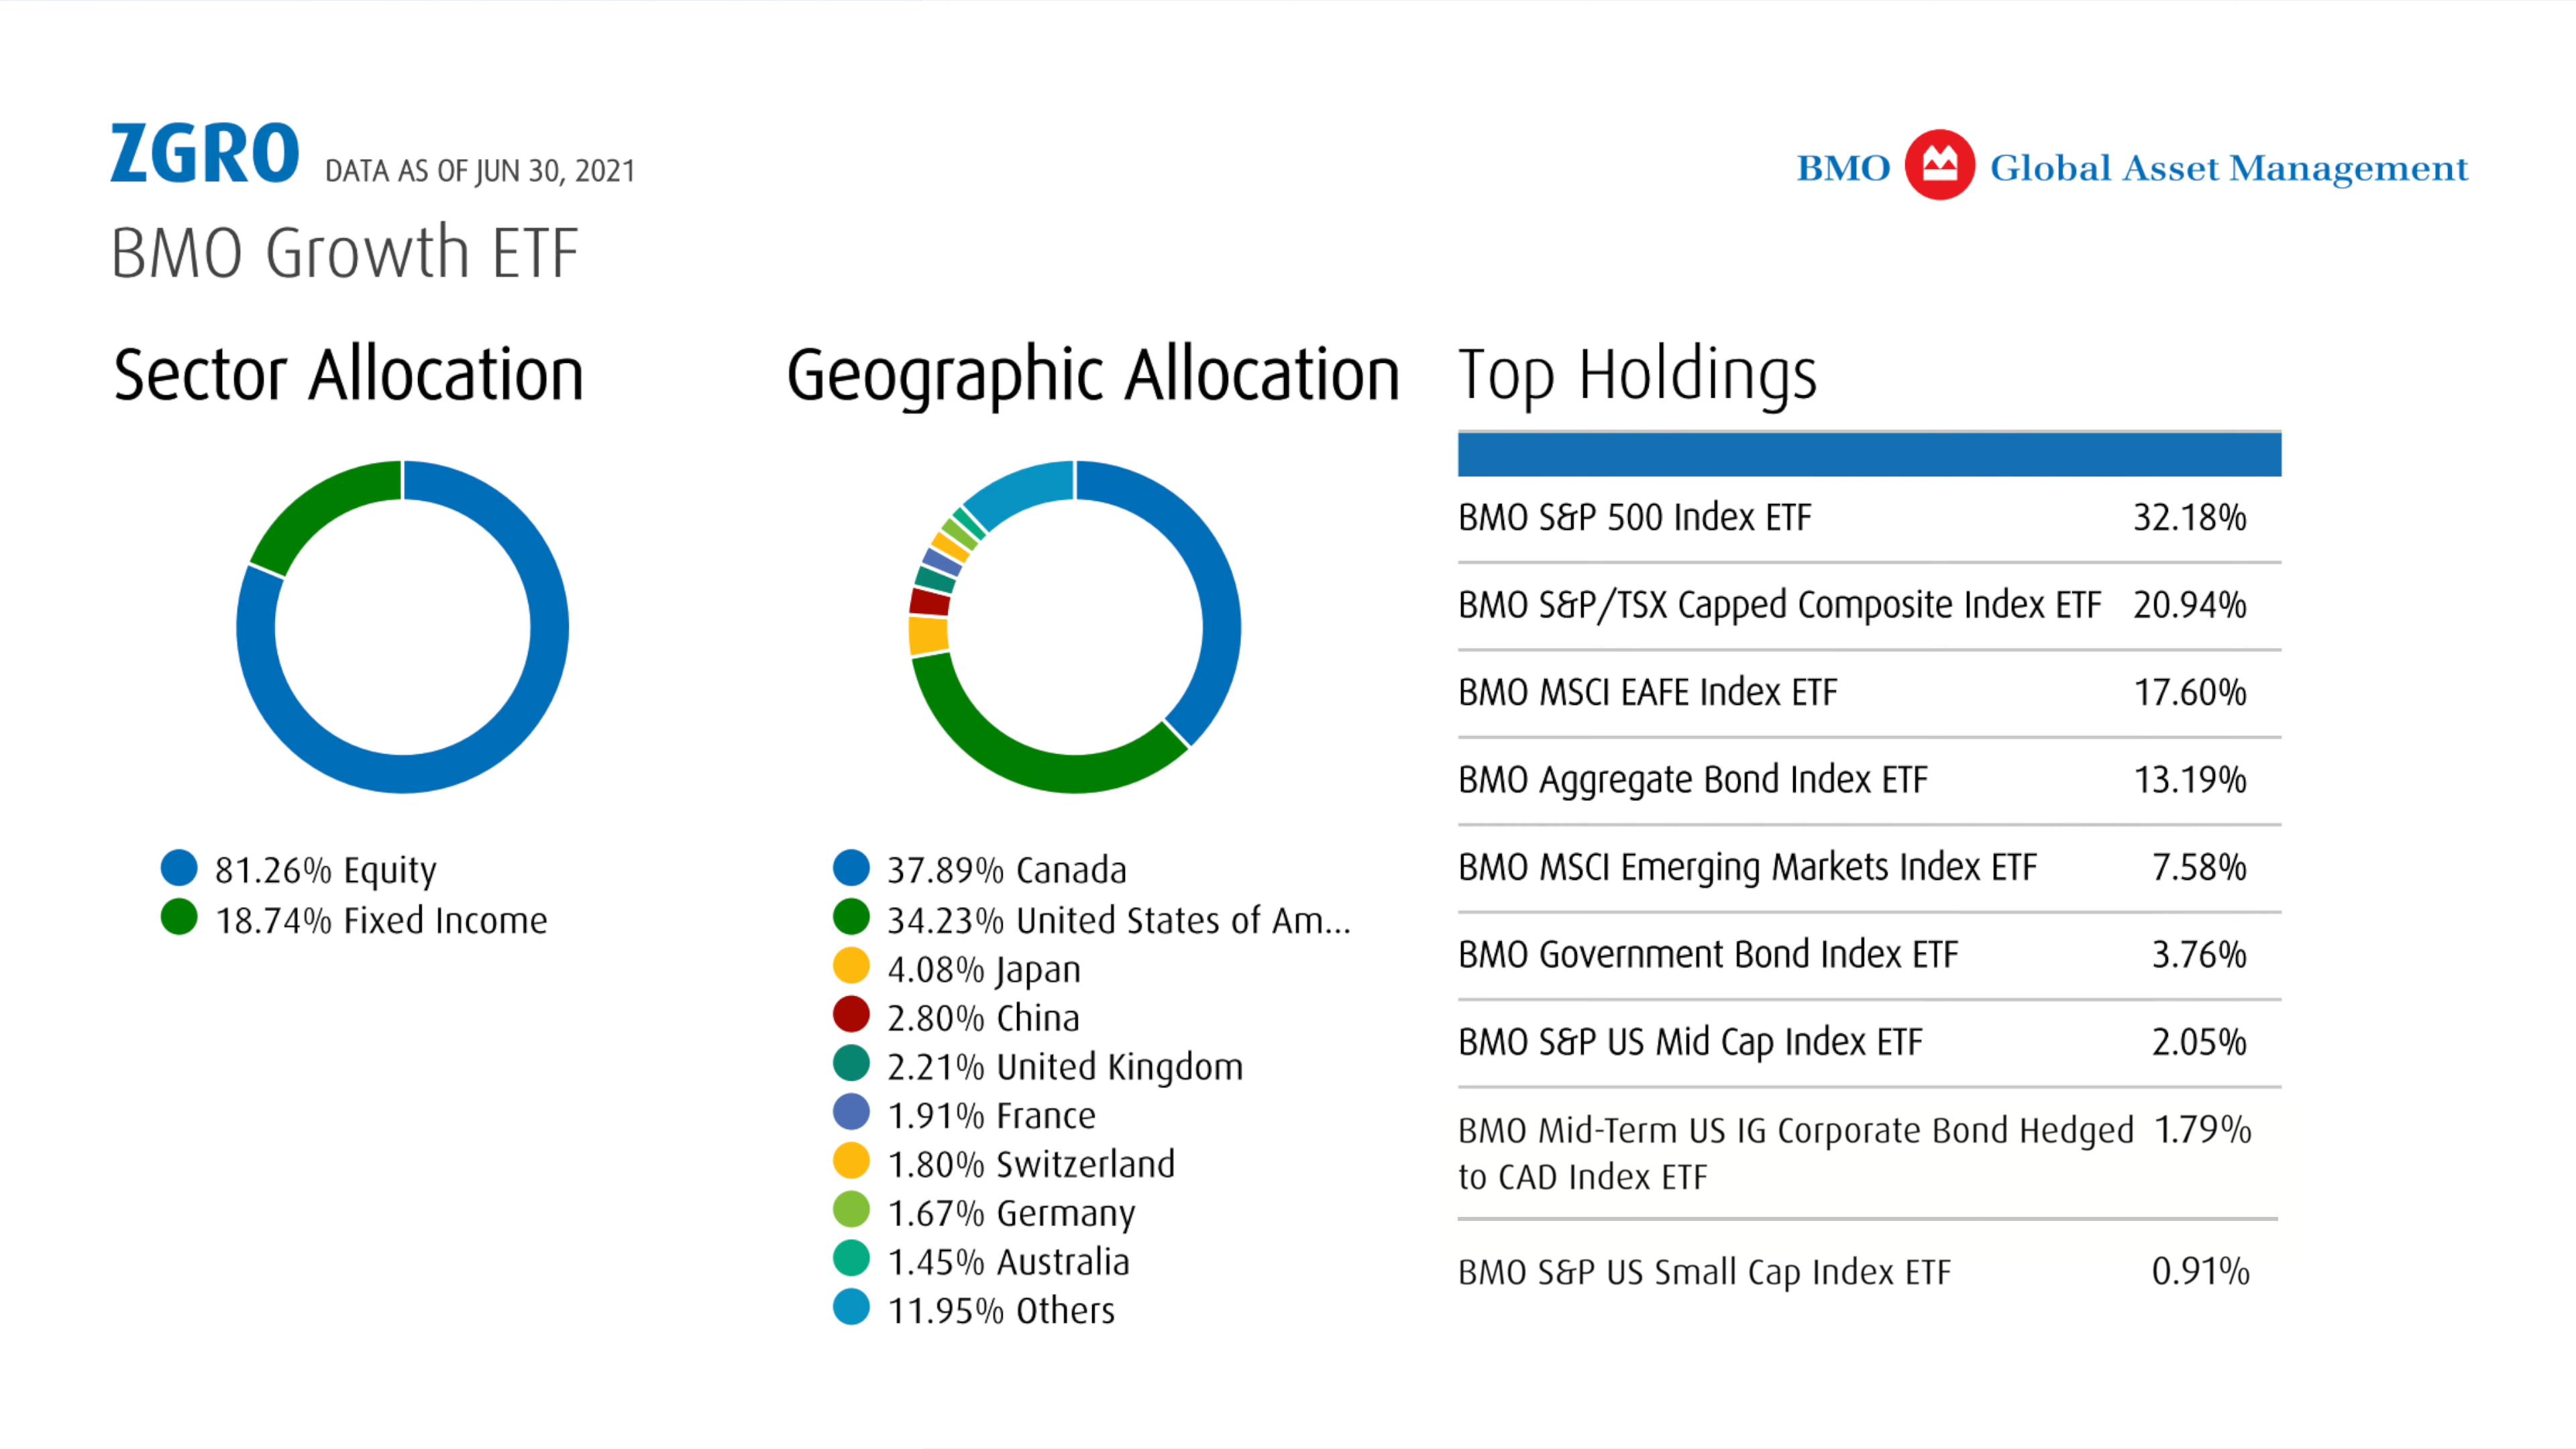 ZGRO DATA AS OF JUN 30, 2021
BMO Global Asset Management
BMO Growth ETF
Sector Allocation
81.26% Equity
18.74% Fixed Income
Geographic Allocation
37.89% Canada
34.23% United States of Am...
4.08% Japan
2.80% China
2.21% United Kingdom
1.91% France
1.80% Switzerland
1.67% Germany
1.45% Australia
11.95% Others
Top Holdings
BMO S&P 500 Index ETF 32.18%
BMO S&P/TSX Capped Composite Index ETF 20.94%
BMO MSCI EAFE Index ETF 17.60%
BMO Aggregate Bond Index ETF 13.19%
BMO MSCI Emerging Markets Index ETF 7.58%
BMO Government Bond Index ETF 3.76%
BMO S&P US Mid Cap Index ETF 2.05%
BMO Mid-Term US IG Corporate Bond Hedged 1.79%
to CAD Index ETF
BMO S&P US Small Cap Index ETF 0.91%